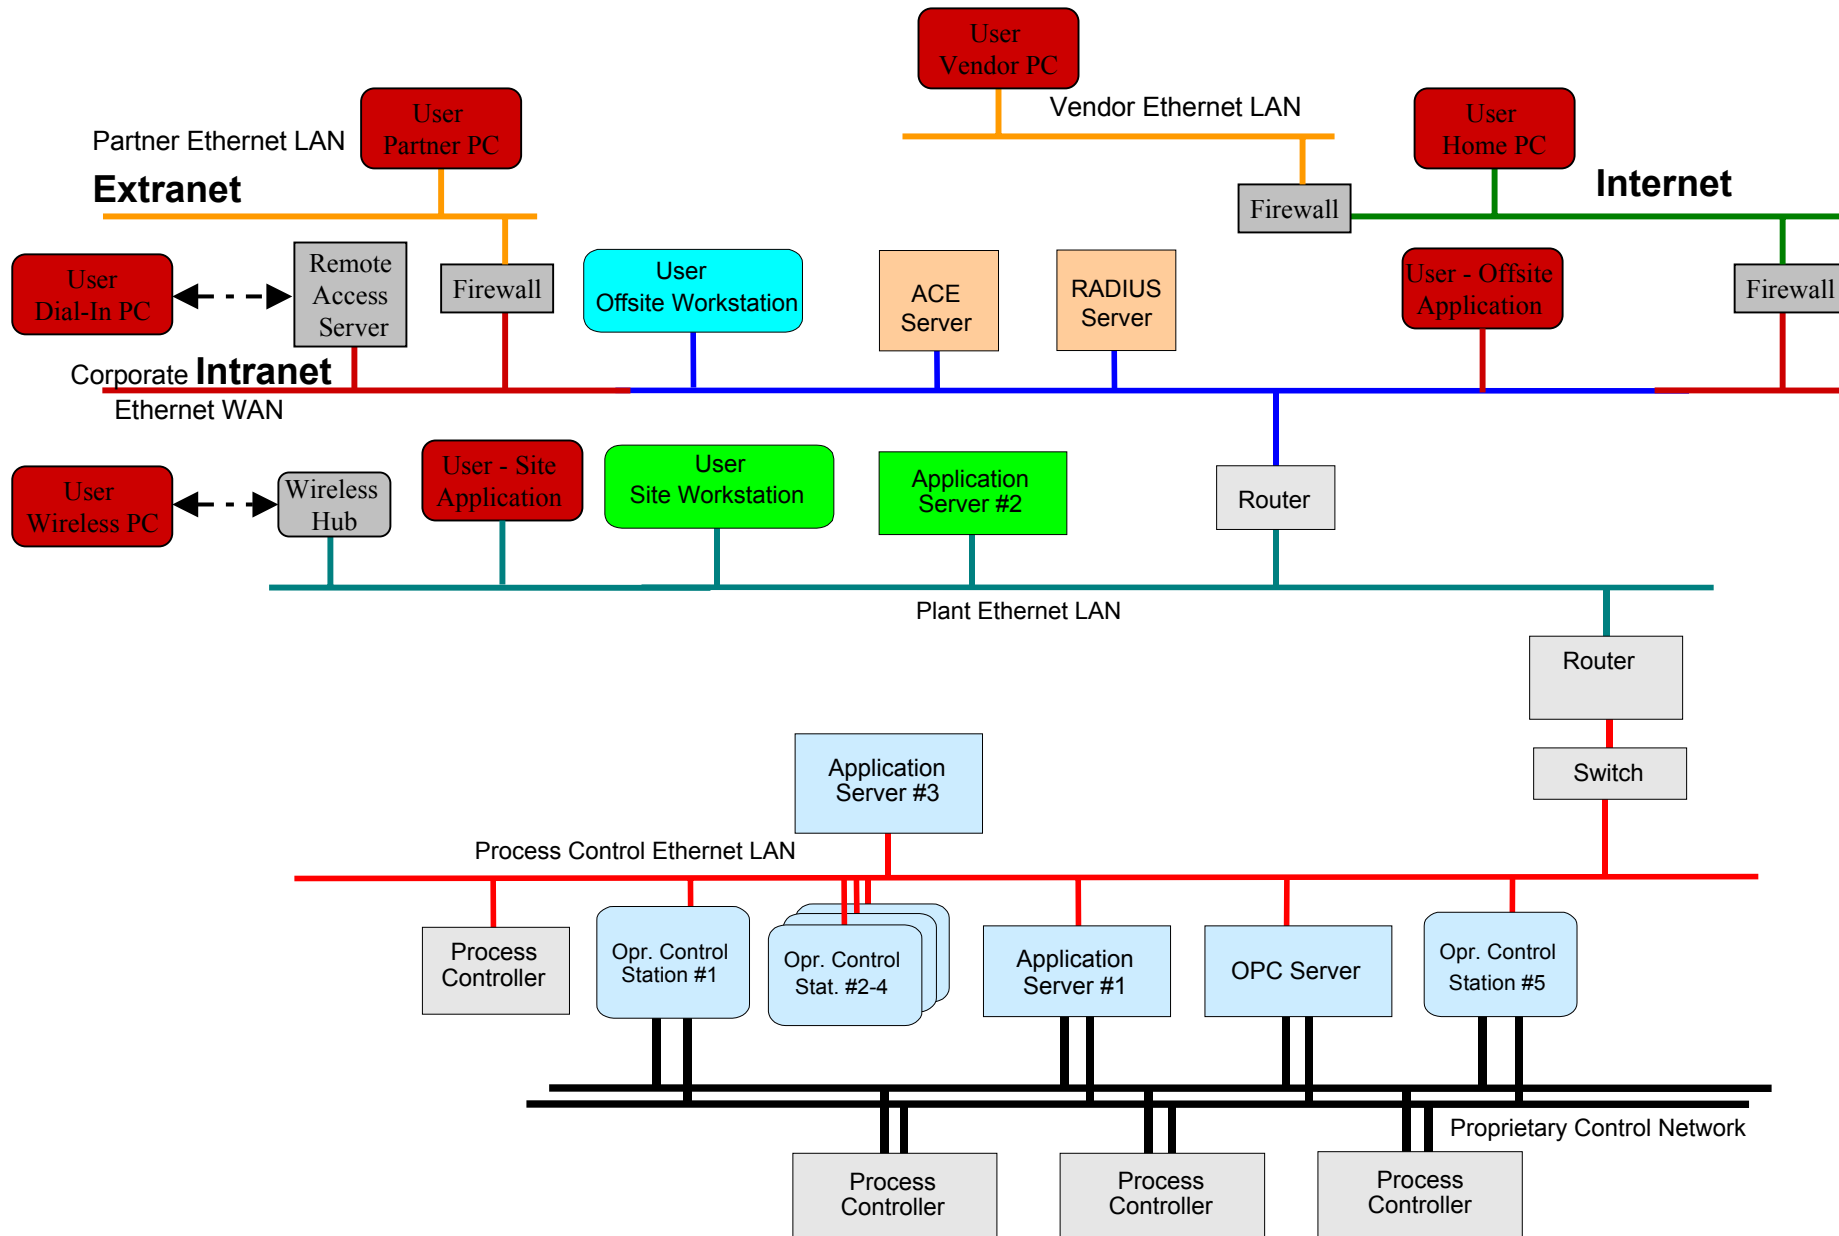 User
Vendor PC
Vendor Ethernet LAN
User
Partner PC
Partner Ethernet LAN
Extranet
User
Home PC
Internet
Firewall
User
Dial-In PC
Remote
Access
Server
Firewall
User
Offsite Workstation
ACE
Server
RADIUS
Server
User - Offsite
Application
Firewall
Corporate Intranet
Ethernet WAN
User
Wireless PC
Wireless
Hub
User - Site
Application
User
Site Workstation
Application
Server #2
Router
Plant Ethernet LAN
Router
Switch
Application
Server #3
Process Control Ethernet LAN
Process
Controller
Opr. Control
Station #1
Opr. Control
Stat. #2-4
Application
Server #1
OPC Server
Opr. Control
Station #5
Proprietary Control Network
Process
Controller
Process
Controller
Process
Controller